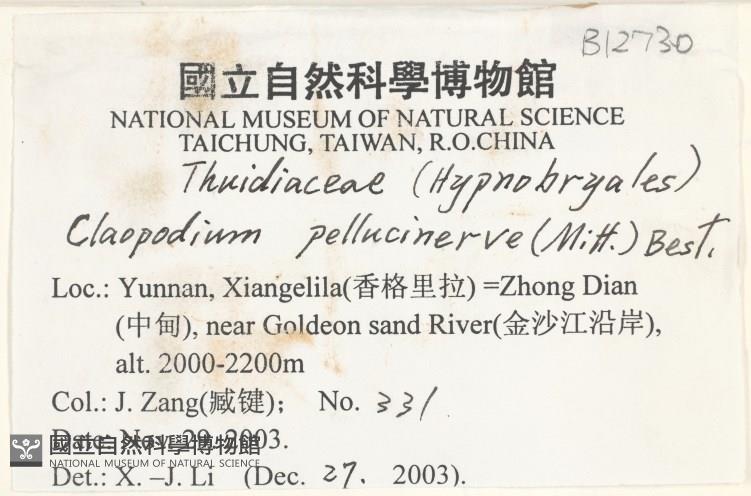 B12730
國立自然科學博物館
NATIONAL MUSEUM OF NATURAL SCIENCE
TAICHUNG, TAIWAN, R.O.CHINA
Thuidiaceae (Hypnobryales)
Claopodium pellucinerve (Mitt.) Best.
Loc.: Yunnan, Xiangelila(香格里拉) =Zhong Dian
(中甸), near Goldeon sand River(金沙江沿岸),
alt. 2000-2200m
Col.: J. Zang(臧键); No. 331
Date: Nov. 2003.
國立自然科學博物館
NATIONAL MUSEUM OF NATURAL SCIENCE
Det.: X. –J. Li (Dec. 27, 2003).